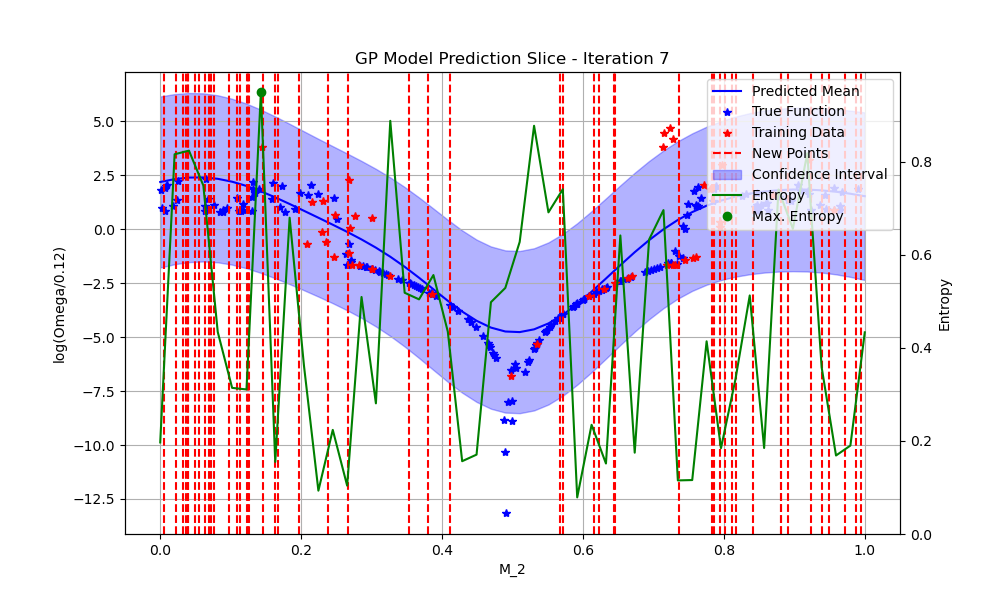 GP Model Prediction Slice - Iteration 7
Predicted Mean
True Function
Training Data
New Points
Confidence Interval
Entropy
Max. Entropy
log(Omega/0.12)
5.0
2.5
0.0
−2.5
−5.0
−7.5
−10.0
−12.5
0.8
0.6
0.4
0.2
0.0
Entropy
0.0 0.2 0.4 0.6 0.8 1.0
M_2